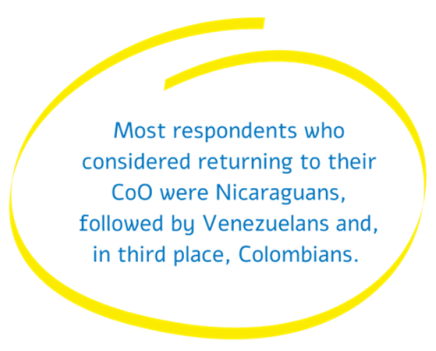 Most respondents who
considered returning to their
CoO were Nicaraguans,
followed by Venezuelans and,
in third place, Colombians.